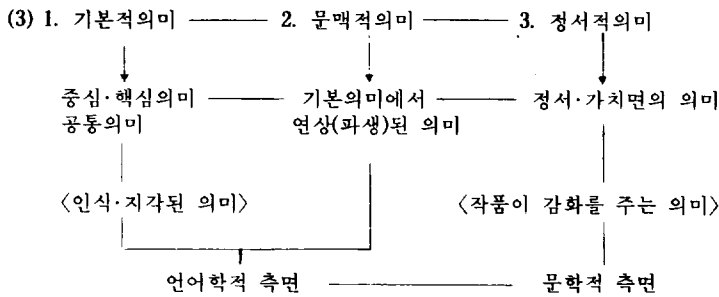 (3) 1. 기본적의미 2. 문맥적의미 3. 정서적의미
중심·핵심의미 기본의미에서 정서·가치면의 의미
공통의미 연상(파생)된 의미
〈인식·지각된 의미〉 〈작품이 감화를 주는 의미〉
언어학적 측면 문학적 측면